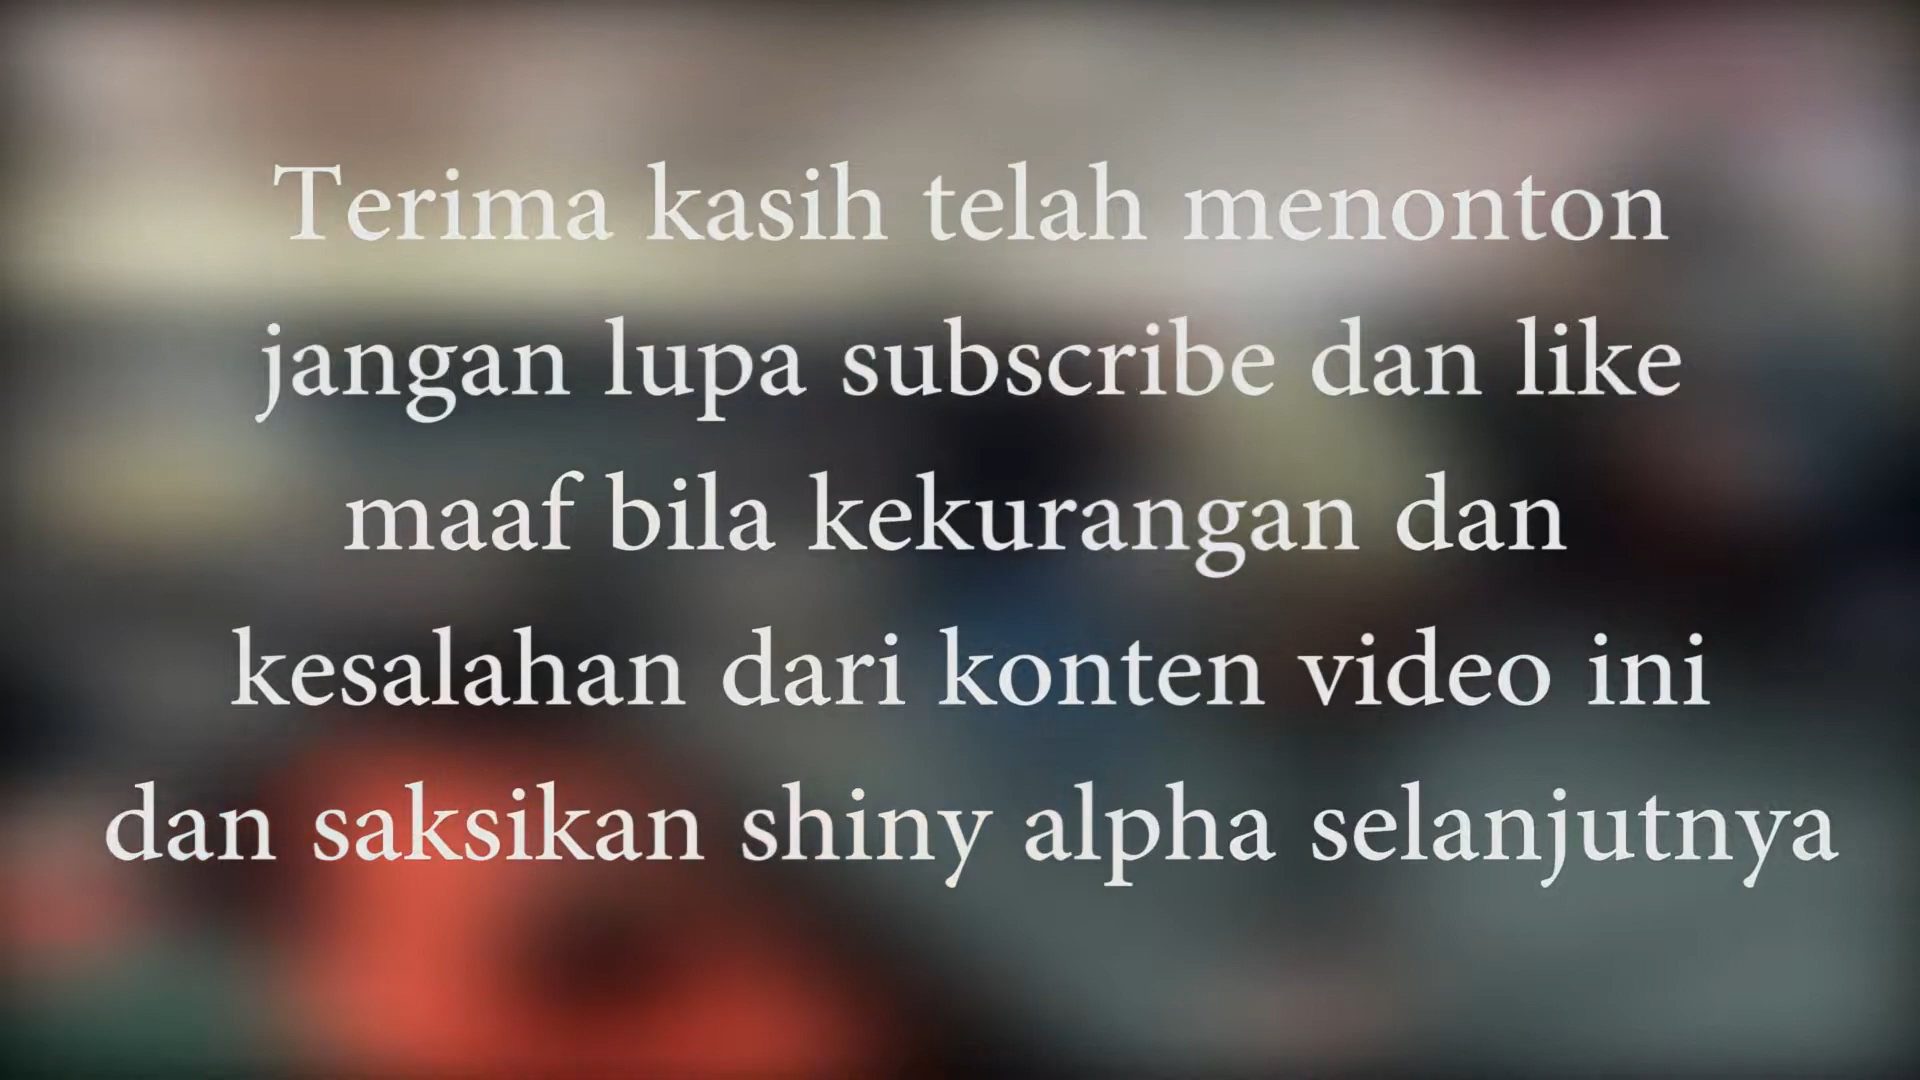 Terima kasih telah menonton
jangan lupa subscribe dan like
maaf bila kekurangan dan
kesalahan dari konten video ini
dan saksikan shiny alpha selanjutnya